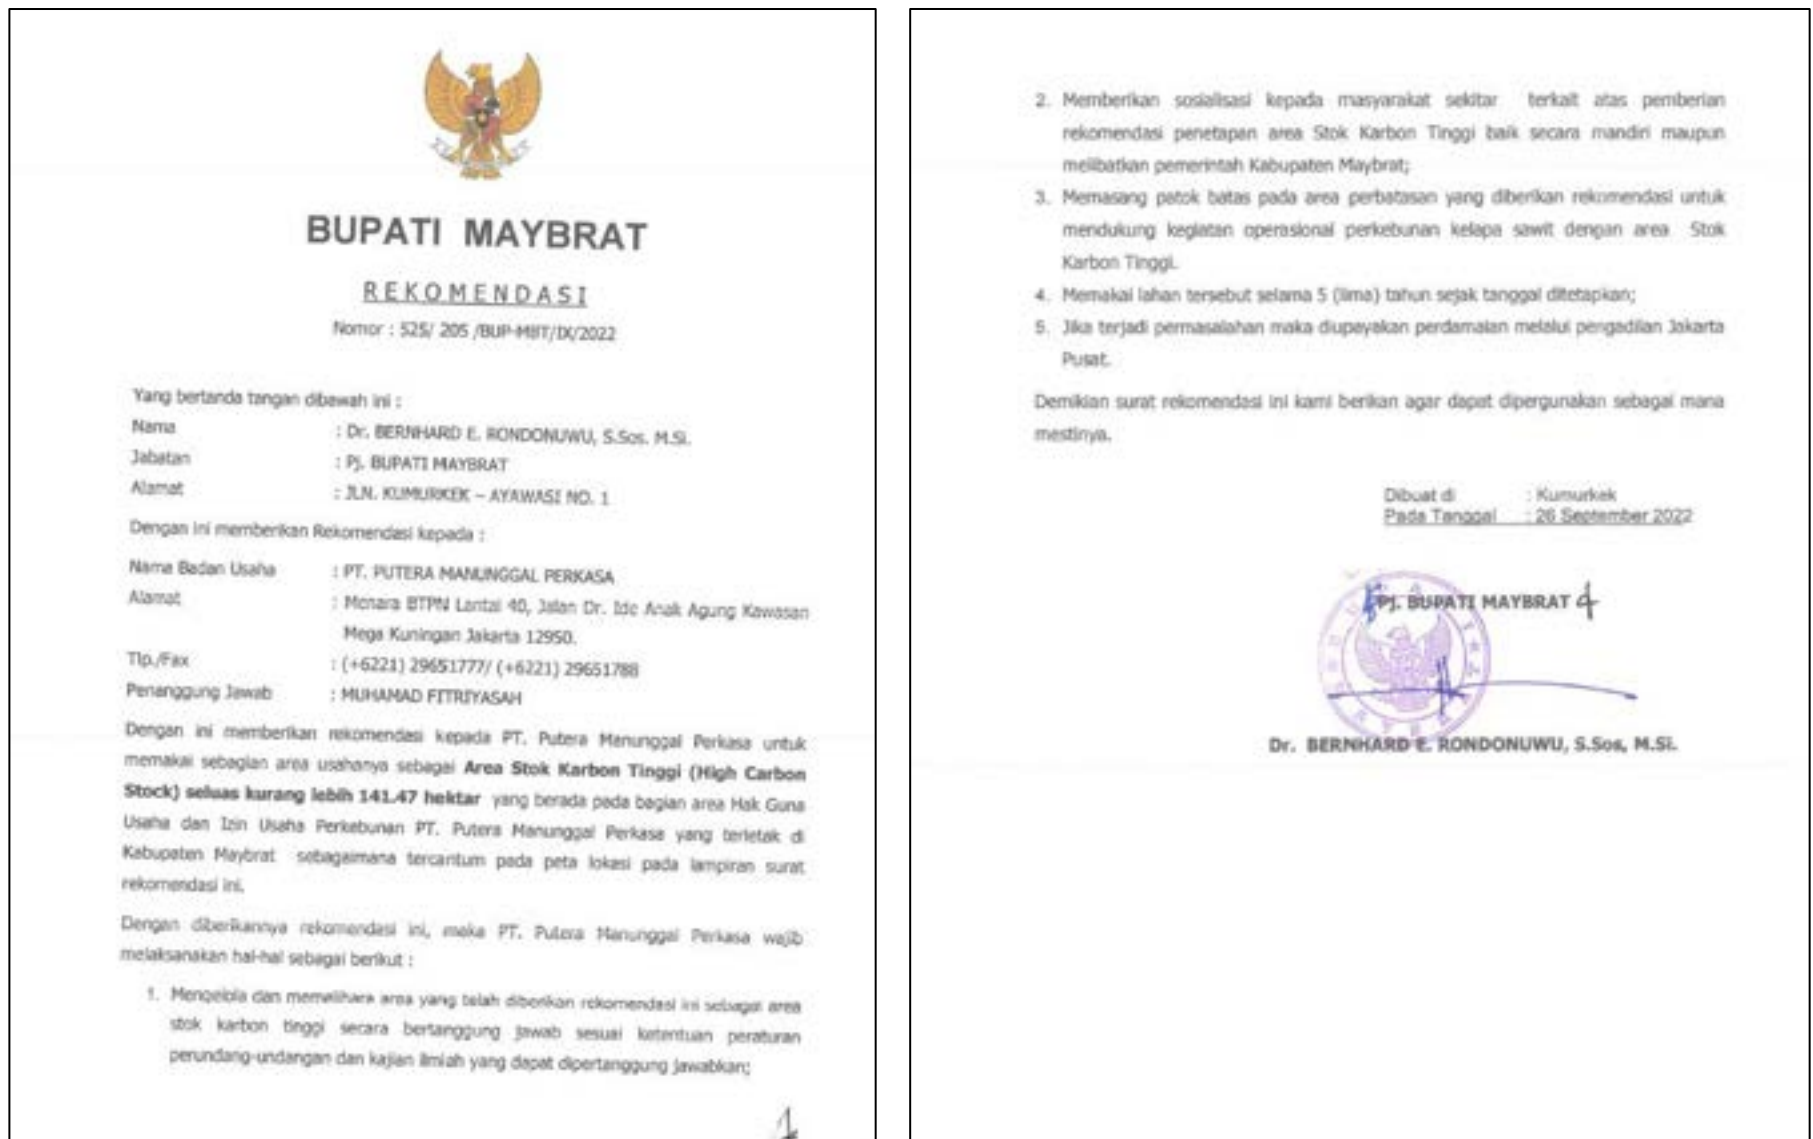 BUPATI MAYBRAT
REKOMENDASI
Nomor : 525/ 205 /BUP-MBT/IX/2022
Yang bertanda tangan dibawah ini :
Nama : Dr. BERNHARD E. RONDONUWU, S.Sos. M.Si.
Jabatan : Pj. BUPATI MAYBRAT
Alamat : JLN. KUMURKEK – AYAWASI NO. 1
Dengan ini memberikan Rekomendasi kepada :
Nama Badan Usaha : PT. PUTERA MANUNGGAL PERKASA
Alamat : Menara BTPN Lantai 40, Jalan Dr. Ide Anak Agung Kawasan
Mega Kuningan Jakarta 12950.
Tlp./Fax : (+6221) 29651777/ (+6221) 29651788
Penanggung Jawab : MUHAMAD FITRIYASAH
Dengan ini memberikan rekomendasi kepada PT. Putera Manunggal Perkasa untuk
memakai sebagian area usahanya sebagai Area Stok Karbon Tinggi (High Carbon
Stock) seluas kurang lebih 141.47 hektar yang berada pada bagian area Hak Guna
Usaha dan Izin Usaha Perkebunan PT. Putera Manunggal Perkasa yang terletak di
Kabupaten Maybrat sebagaimana tercantum pada peta lokasi pada lampiran surat
rekomendasi ini.
Dengan diberikannya rekomendasi ini, maka PT. Putera Manunggal Perkasa wajib
melaksanakan hal-hal sebagai berikut :
1. Mengelola dan memelihara area yang telah diberikan rekomendasi ini sebagai area
stok karbon tinggi secara bertanggung jawab sesuai ketentuan peraturan
perundang-undangan dan kajian ilmiah yang dapat dipertanggung jawabkan;
2. Memberikan sosialisasi kepada masyarakat sekitar terkait atas pemberian
rekomendasi penetapan area Stok Karbon Tinggi baik secara mandiri maupun
melibatkan pemerintah Kabupaten Maybrat;
3. Memasang patok batas pada area perbatasan yang diberikan rekomendasi untuk
mendukung kegiatan operasional perkebunan kelapa sawit dengan area Stok
Karbon Tinggi.
4. Memakai lahan tersebut selama 5 (lima) tahun sejak tanggal ditetapkan;
5. Jika terjadi permasalahan maka diupayakan perdamaian melalui pengadilan Jakarta
Pusat.
Demikian surat rekomendasi ini kami berikan agar dapat dipergunakan sebagai mana
mestinya.
Dibuat di : Kumurkek
Pada Tanggal : 26 September 2022
Pj. BUPATI MAYBRAT
Dr. BERNHARD E. RONDONUWU, S.Sos, M.Si.